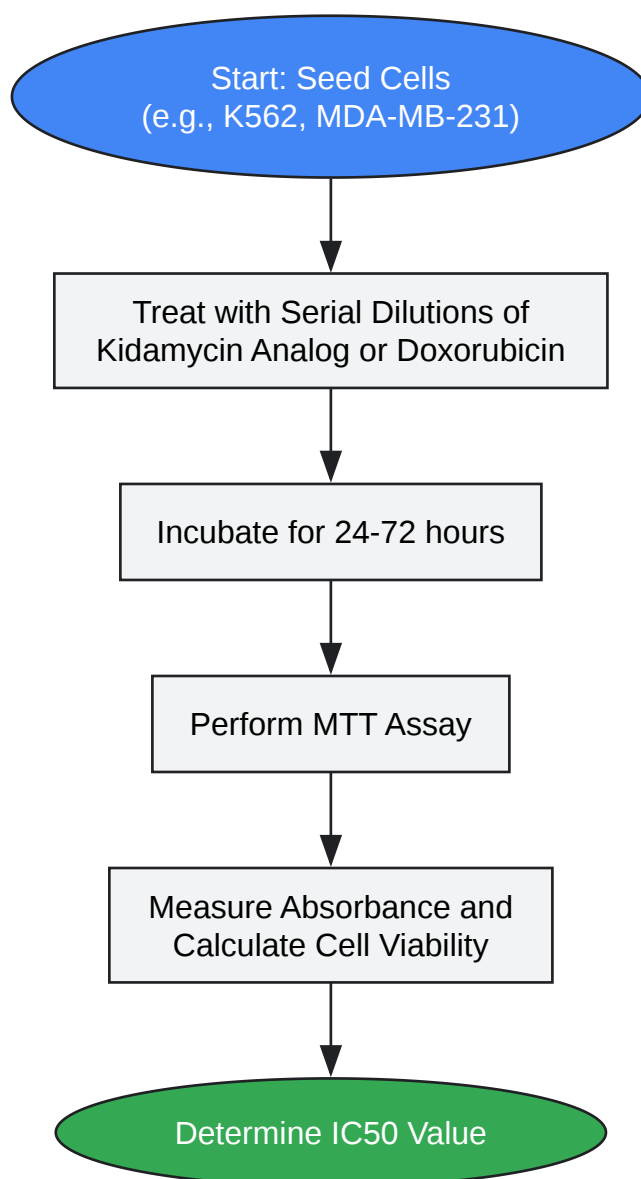 Start: Seed Cells
(e.g., K562, MDA-MB-231)
Treat with Serial Dilutions of
Kidamycin Analog or Doxorubicin
Incubate for 24-72 hours
Perform MTT Assay
Measure Absorbance and
Calculate Cell Viability
Determine IC50 Value